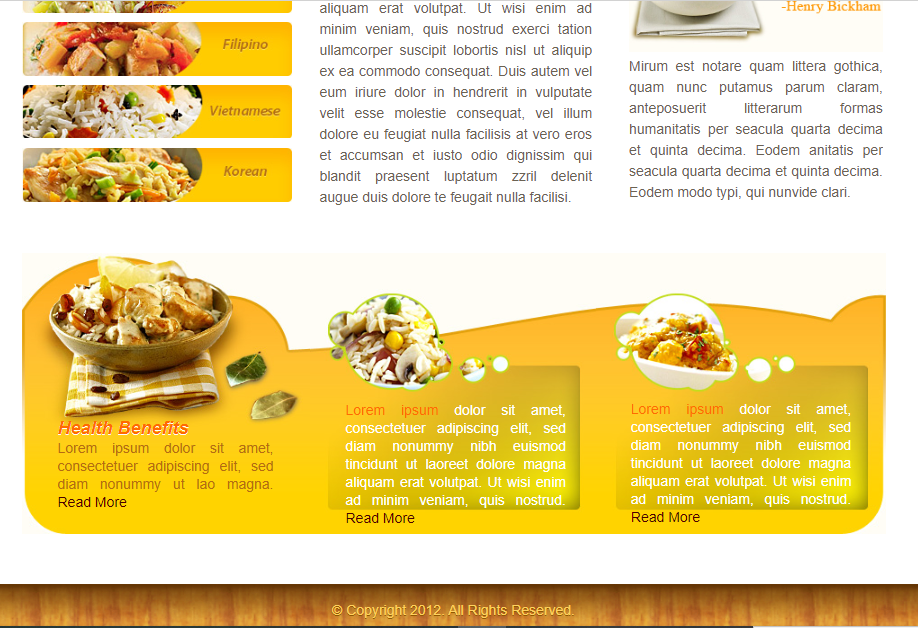 Filipino
Vietnamese
Korean
aliquam erat volutpat. Ut wisi enim ad
minim veniam, quis nostrud exerci tation
ullamcorper suscipit lobortis nisl ut aliquip
ex ea commodo consequat. Duis autem vel
eum iriure dolor in hendrerit in vulputate
velit esse molestie consequat, vel illum
dolore eu feugiat nulla facilisis at vero eros
et accumsan et iusto odio dignissim qui
blandit praesent luptatum zzril delenit
augue duis dolore te feugait nulla facilisi.
-Henry Bickham
Mirum est notare quam littera gothica,
quam nunc putamus parum claram,
anteposuerit litterarum formas
humanitatis per seacula quarta decima
et quinta decima. Eodem anitatis per
seacula quarta decima et quinta decima.
Eodem modo typi, qui nunvide clari.
Health Benefits
Lorem ipsum dolor sit amet,
consectetuer adipiscing elit, sed
diam nonummy ut lao magna.
Read More
Lorem ipsum dolor sit amet,
consectetuer adipiscing elit, sed
diam nonummy nibh euismod
tincidunt ut laoreet dolore magna
aliquam erat volutpat. Ut wisi enim
ad minim veniam, quis nostrud.
Read More
Lorem ipsum dolor sit amet,
consectetuer adipiscing elit, sed
diam nonummy nibh euismod
tincidunt ut laoreet dolore magna
aliquam erat volutpat. Ut wisi enim
ad minim veniam, quis nostrud.
Read More
© Copyright 2012. All Rights Reserved.